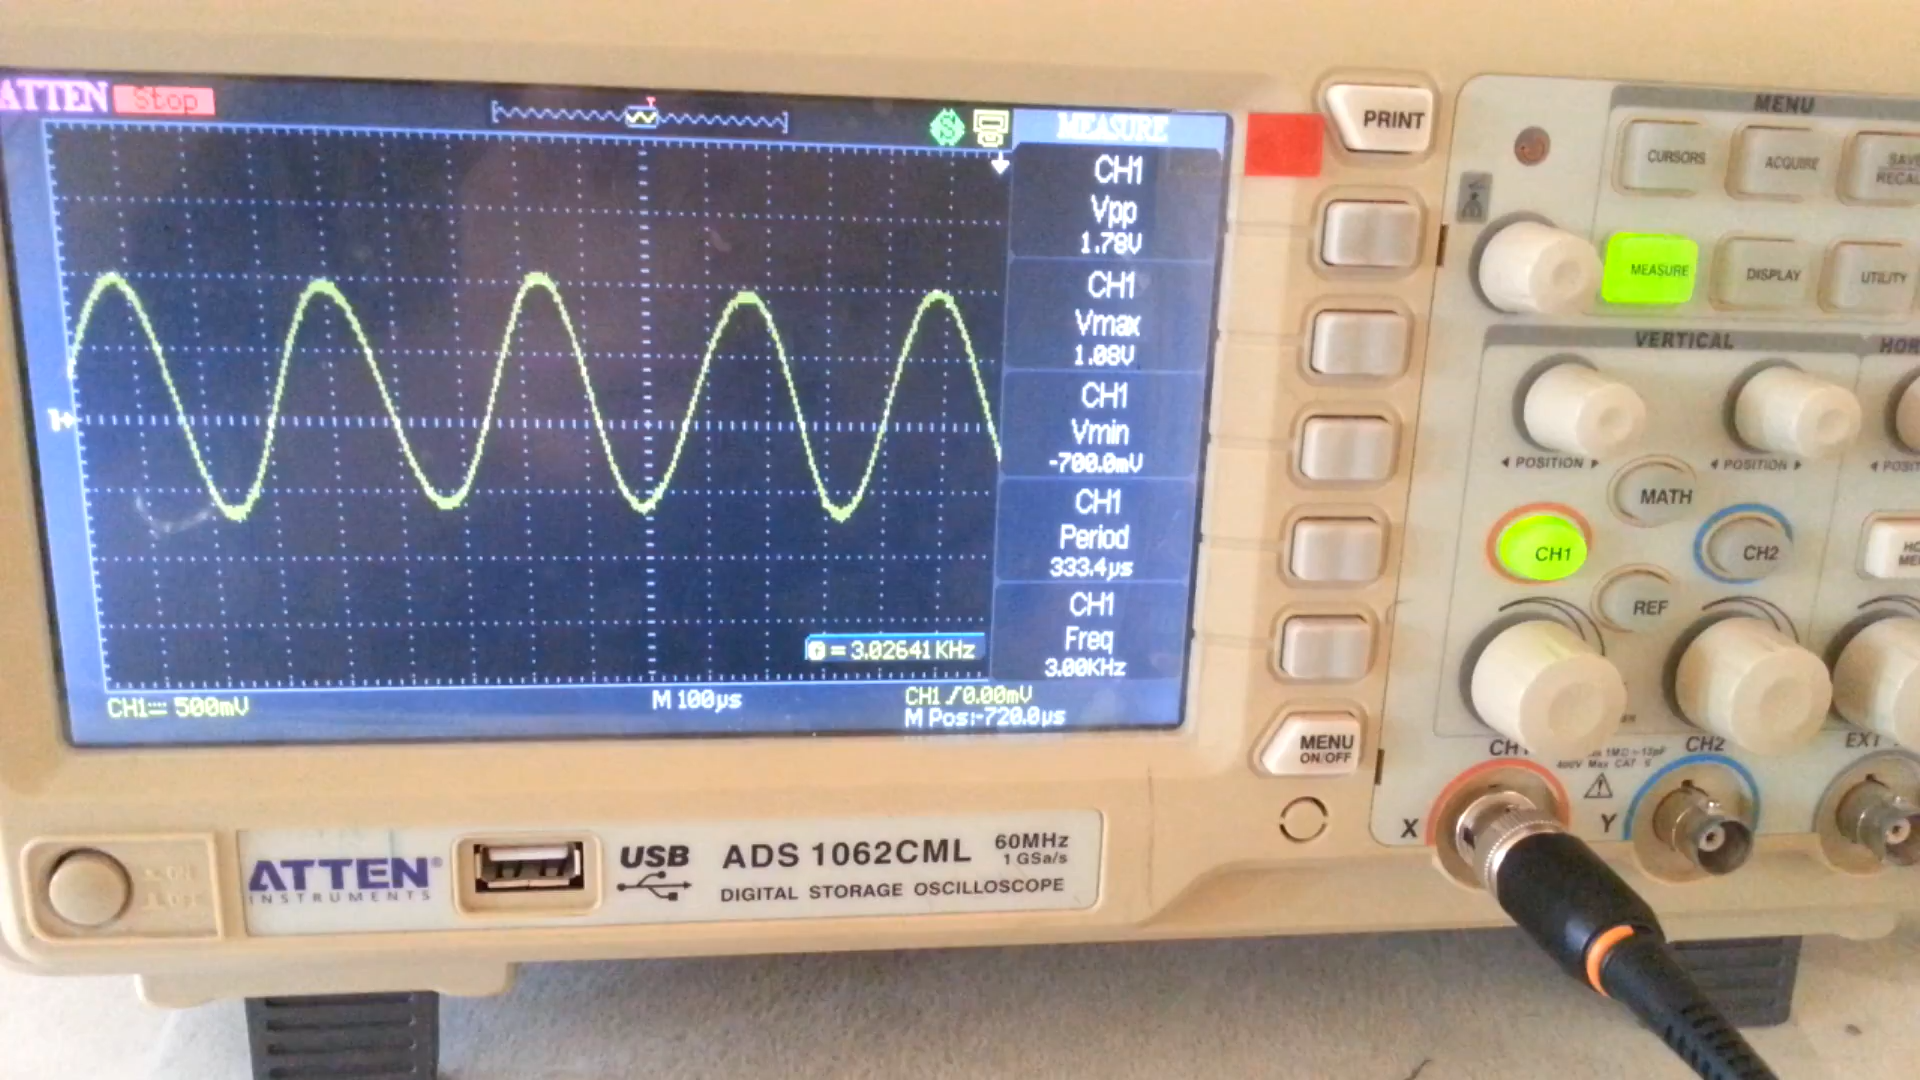 ATTEN Stop
MEASURE
CH1
Vpp
1.78V
CH1
Vmax
1.08V
CH1
Vmin
-700.0mV
CH1
Period
333.4µs
CH1
Freq
3.00KHz
= 3.02641KHz
CH1 500mV
M 100µs
CH1 / 0.00mV
M Pos:-720.0µs
PRINT
MENU
ON/OFF
MENU
CURSORS
ACQUIRE
MEASURE
DISPLAY
UTILITY
VERTICAL
POSITION
POSITION
MATH
CH1
CH2
REF
CH2
EXT
X
Y
ATTEN®
INSTRUMENTS
USB
ADS 1062CML
60MHz
1 GSa/s
DIGITAL STORAGE OSCILLOSCOPE